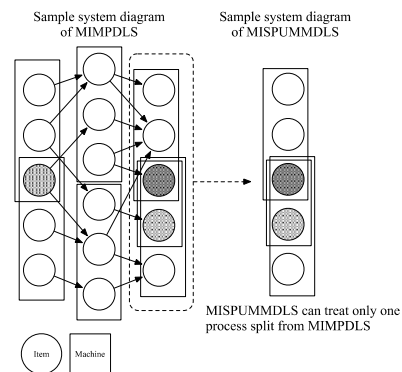 Sample system diagram
of MIMPDLS
Sample system diagram
of MISPUMMDLS
MISPUMMDLS can treat only one
process split from MIMPDLS
Item
Machine